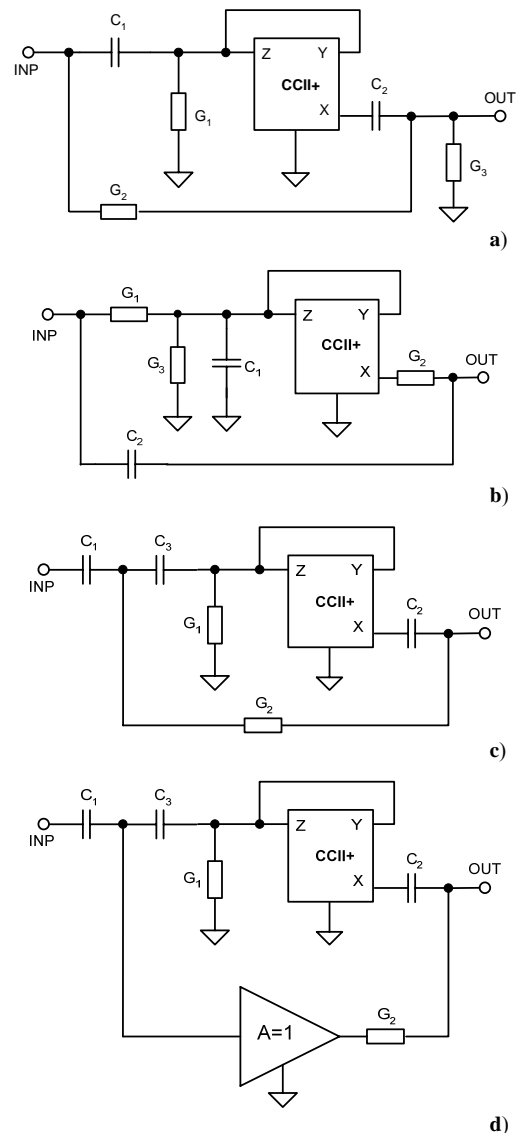 C₁
INP
G₁
Z
Y
CCII+
X
C₂
OUT
G₃
G₂
a)
G₁
INP
G₃
C₁
Z
Y
CCII+
X
G₂
OUT
C₂
b)
C₁
C₃
INP
G₁
Z
Y
CCII+
X
C₂
OUT
G₂
c)
C₁
C₃
INP
G₁
Z
Y
CCII+
X
C₂
OUT
A=1
G₂
d)